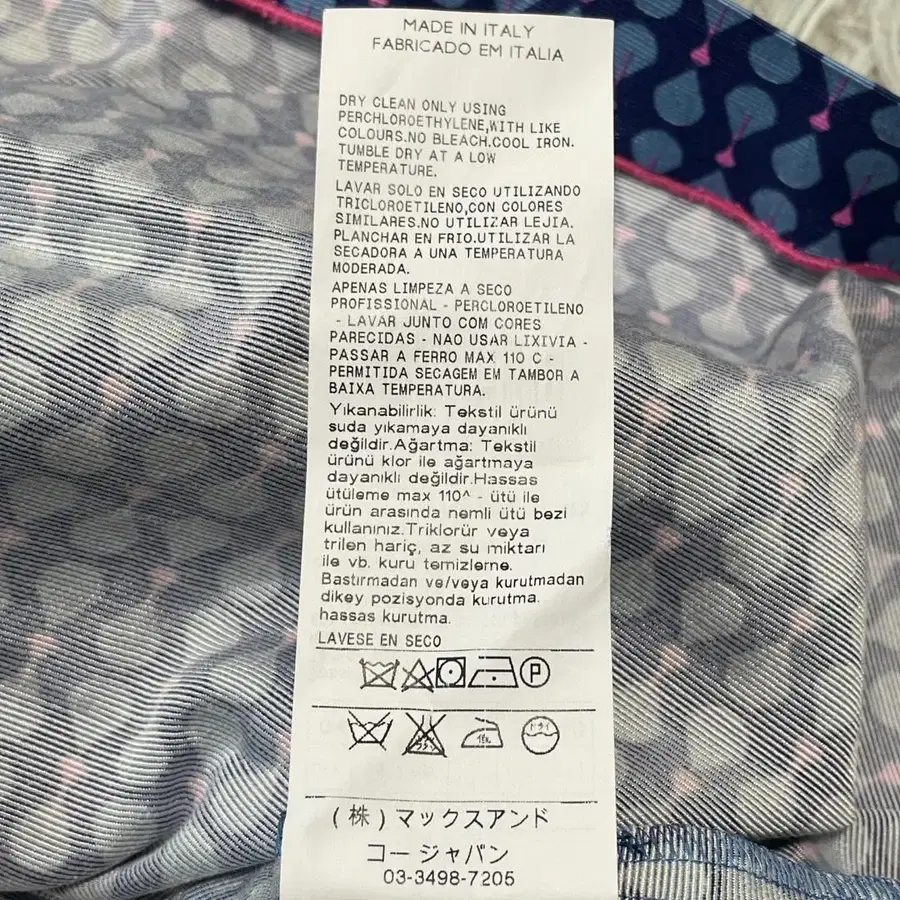 MADE IN ITALY
FABRICADO EM ITALIA
DRY CLEAN ONLY USING
PERCHLOROETHYLENE,WITH LIKE
COLOURS.NO BLEACH.COOL IRON.
TUMBLE DRY AT A LOW
TEMPERATURE.
LAVAR SOLO EN SECO UTILIZANDO
TRICLOROETILENO,CON COLORES
SIMILARES.NO UTILIZAR LEJIA.
PLANCHAR EN FRIO.UTILIZAR LA
SECADORA A UNA TEMPERATURA
MODERADA.
APENAS LIMPEZA A SECO
PROFISSIONAL - PERCLOROETILENO
- LAVAR JUNTO COM CORES
PARECIDAS - NAO USAR LIXIVIA -
PASSAR A FERRO MAX 110 C -
PERMITIDA SECAGEM EM TAMBOR A
BAIXA TEMPERATURA.
Yıkanabilirlik: Tekstil ürünü
suda yıkamaya dayanıklı
değildir.Ağartma: Tekstil
ürünü klor ile ağartmaya
dayanıklı değildir.Hassas
ütüleme max 110^ - ütü ile
ürün arasında nemli ütü bezi
kullanınız.Triklorür veya
trilen hariç, az su miktarı
ile vb. kuru temizleme.
Bastırmadan ve/veya kurutmadan
dikey pozisyonda kurutma.
hassas kurutma.
LAVESE EN SECO
P
ドライ
(株)マックスアンド
コー ジャパン
03-3498-7205